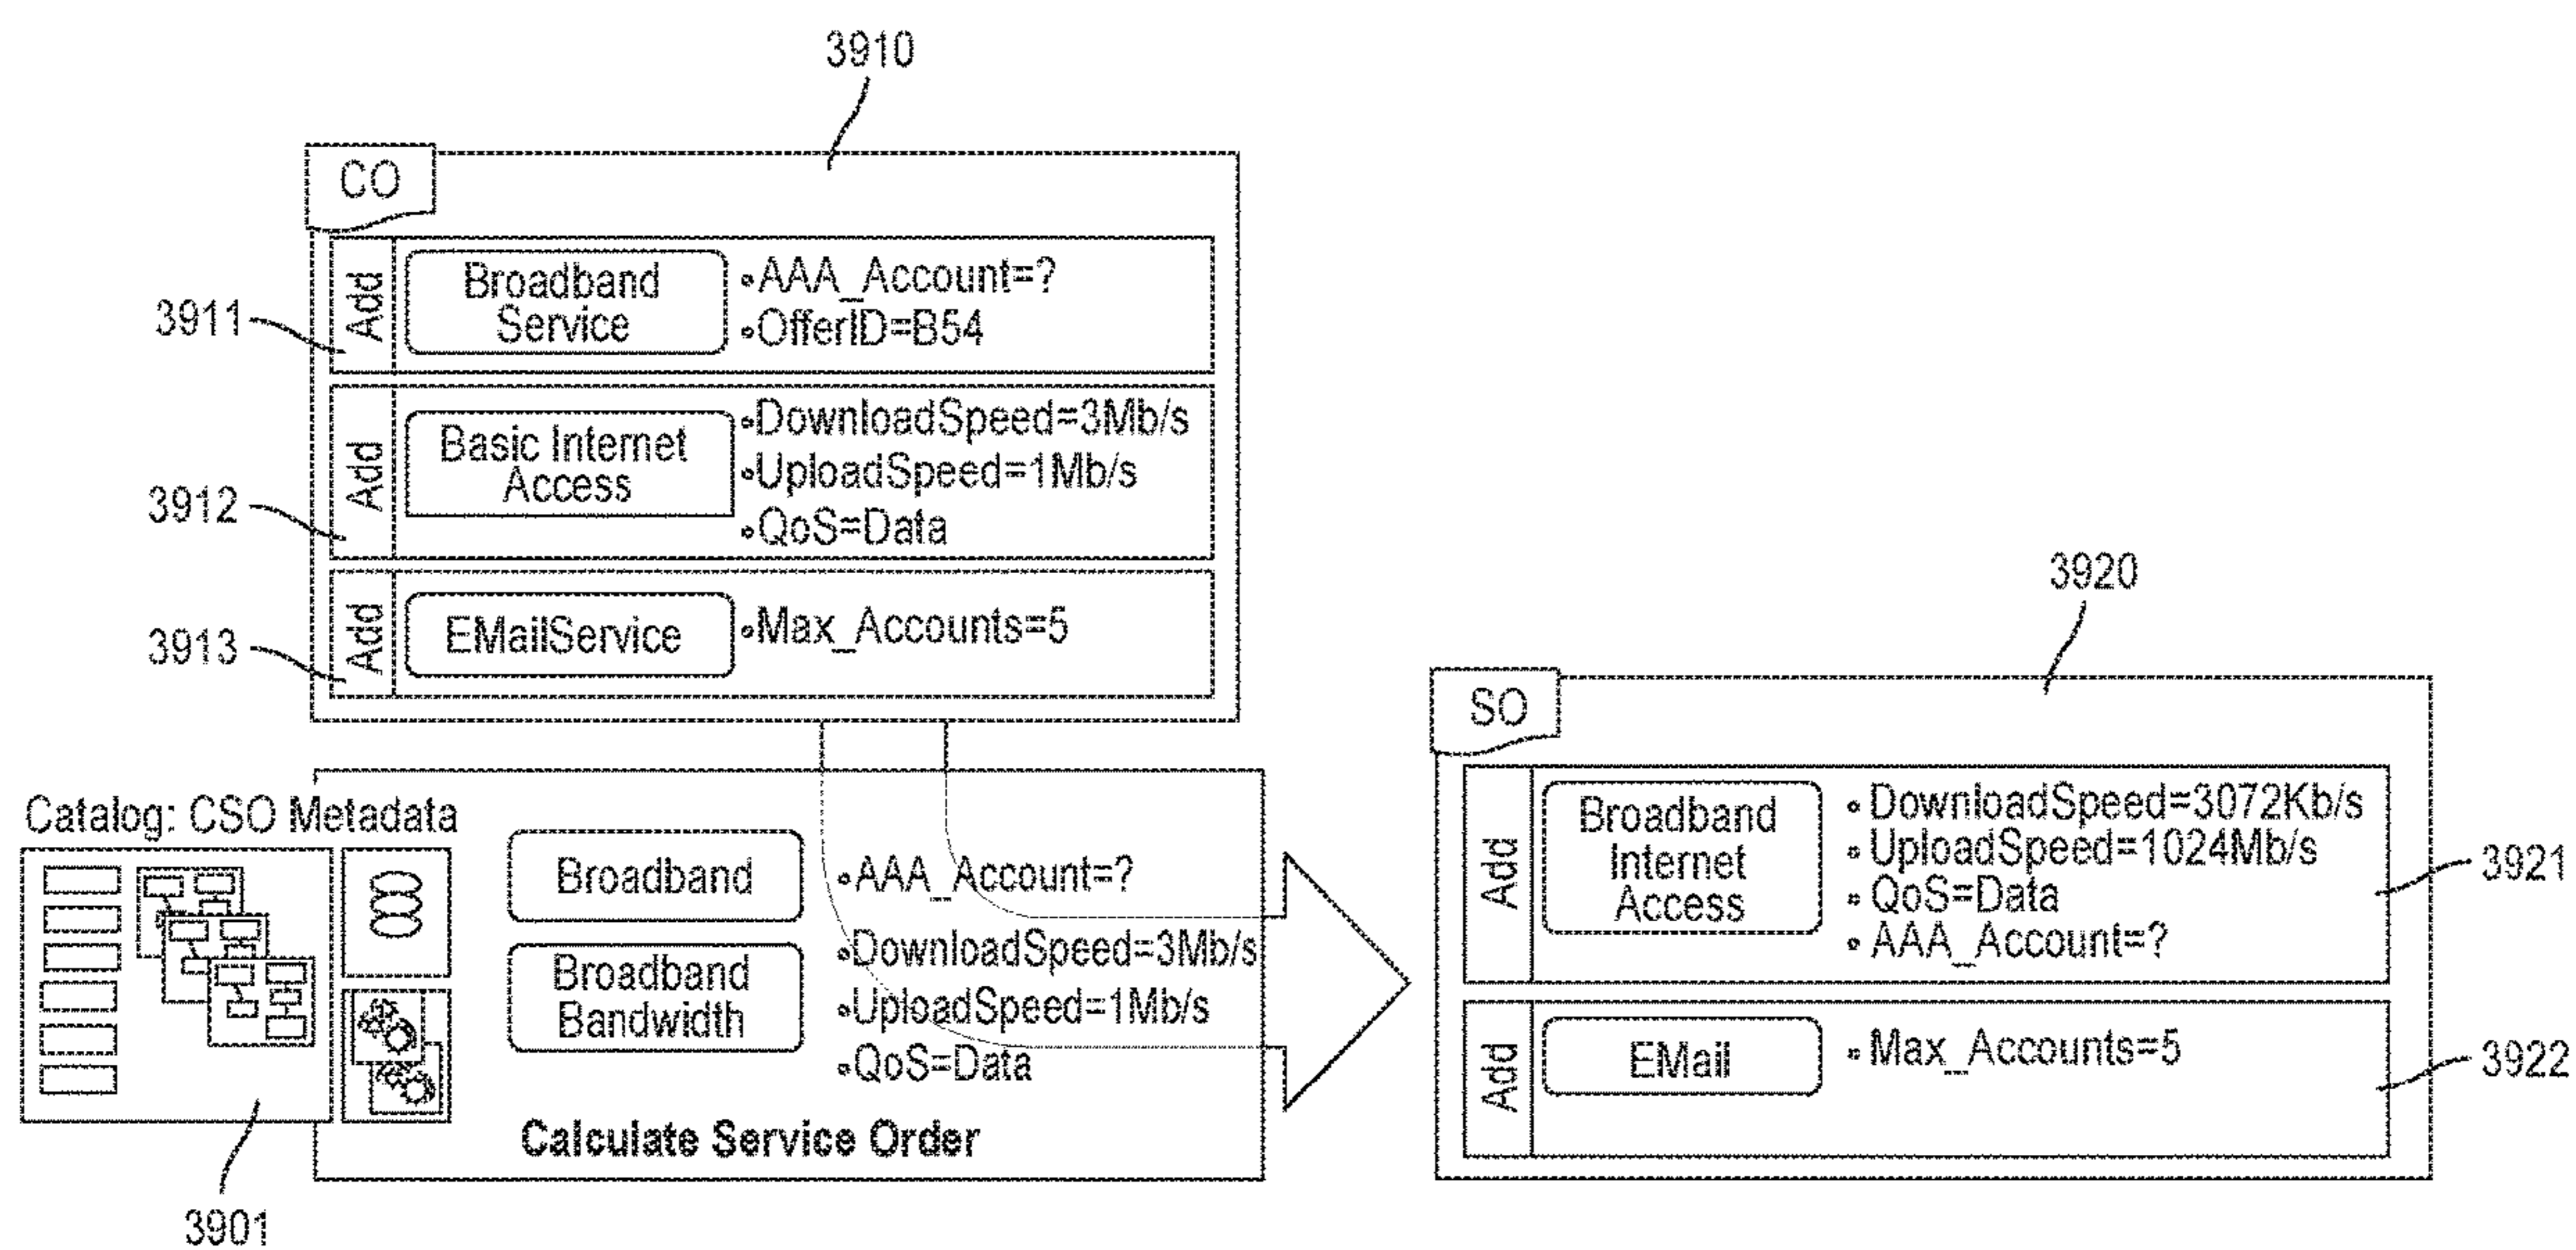 3910
CO
3911
Add
Broadband
Service
•AAA_Account=?
•OfferID=B54
3912
Add
Basic Internet
Access
•DownloadSpeed=3Mb/s
•UploadSpeed=1Mb/s
•QoS=Data
3913
Add
EMailService
•Max_Accounts=5
Catalog: CSO Metadata
3901
Broadband
•AAA_Account=?
Broadband
Bandwidth
•DownloadSpeed=3Mb/s
•UploadSpeed=1Mb/s
•QoS=Data
Calculate Service Order
3920
SO
Add
Broadband
Internet
Access
• DownloadSpeed=3072Kb/s
• UploadSpeed=1024Mb/s
• QoS=Data
• AAA_Account=?
3921
Add
EMail
• Max_Accounts=5
3922